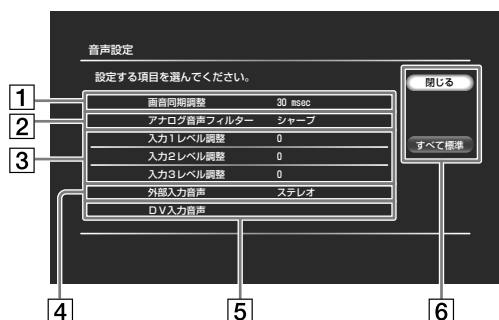 音声設定
設定する項目を選んでください。
閉じる
1
画音同期調整 30 msec
2
アナログ音声フィルター シャープ
3
入力1レベル調整 0
すべて標準
入力2レベル調整 0
入力3レベル調整 0
外部入力音声 ステレオ
DV入力音声
4
5
6